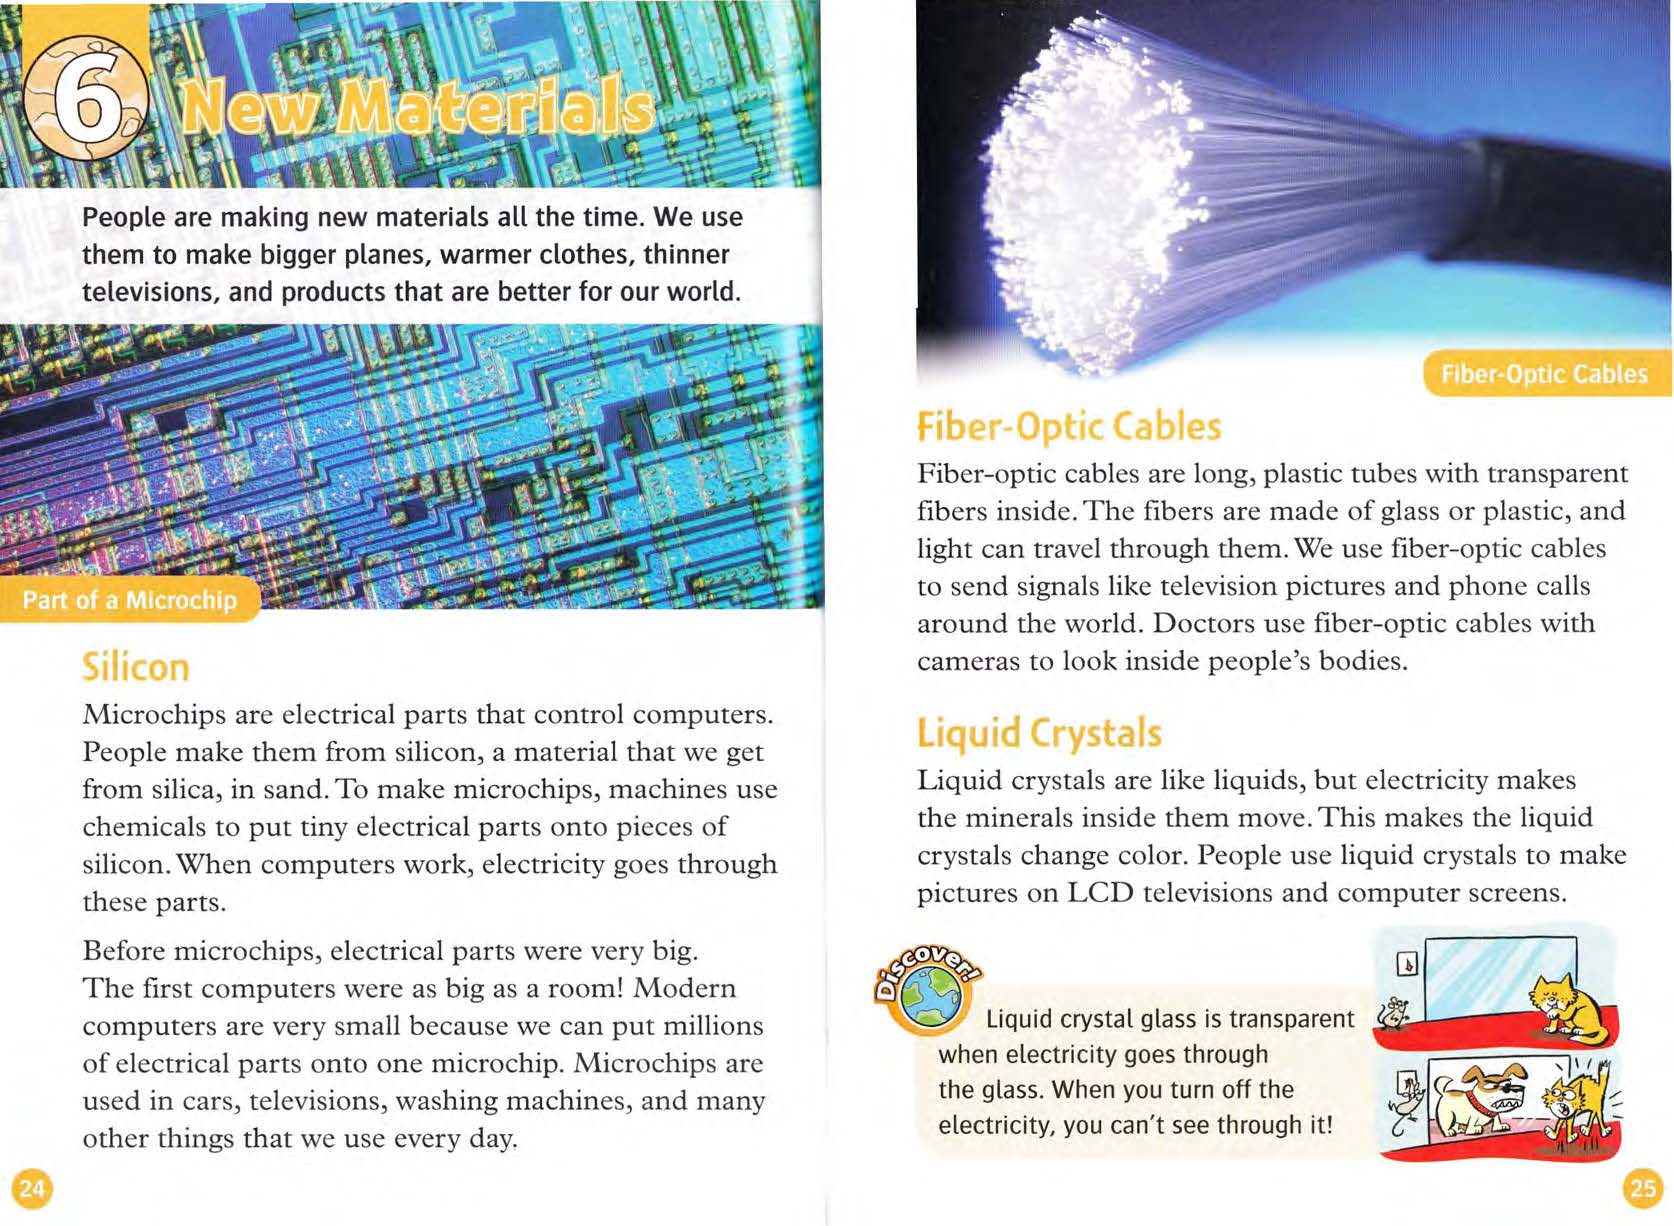 6
New Materials
People are making new materials all the time. We use
them to make bigger planes, warmer clothes, thinner
televisions, and products that are better for our world.
Part of a Microchip
Silicon
Microchips are electrical parts that control computers.
People make them from silicon, a material that we get
from silica, in sand. To make microchips, machines use
chemicals to put tiny electrical parts onto pieces of
silicon. When computers work, electricity goes through
these parts.
Before microchips, electrical parts were very big.
The first computers were as big as a room! Modern
computers are very small because we can put millions
of electrical parts onto one microchip. Microchips are
used in cars, televisions, washing machines, and many
other things that we use every day.
24
Fiber-Optic Cables
Fiber-Optic Cables
Fiber-optic cables are long, plastic tubes with transparent
fibers inside. The fibers are made of glass or plastic, and
light can travel through them. We use fiber-optic cables
to send signals like television pictures and phone calls
around the world. Doctors use fiber-optic cables with
cameras to look inside people's bodies.
Liquid Crystals
Liquid crystals are like liquids, but electricity makes
the minerals inside them move. This makes the liquid
crystals change color. People use liquid crystals to make
pictures on LCD televisions and computer screens.
Discover!
Liquid crystal glass is transparent
when electricity goes through
the glass. When you turn off the
electricity, you can't see through it!
25